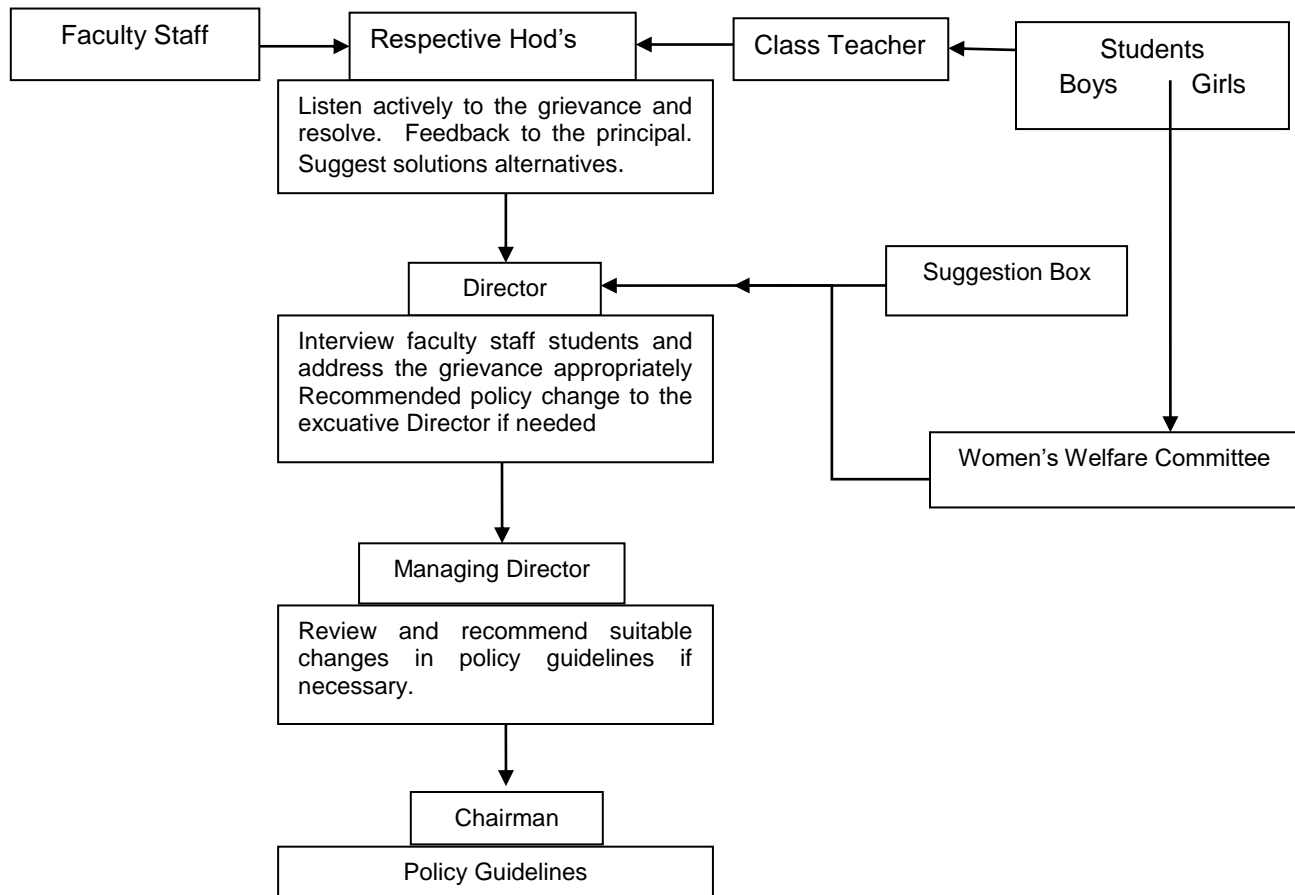 Faculty Staff
Respective Hod's
Class Teacher
Students
Boys Girls
Listen actively to the grievance and
resolve. Feedback to the principal.
Suggest solutions alternatives.
Director
Suggestion Box
Interview faculty staff students and
address the grievance appropriately
Recommended policy change to the
excuative Director if needed
Women's Welfare Committee
Managing Director
Review and recommend suitable
changes in policy guidelines if
necessary.
Chairman
Policy Guidelines